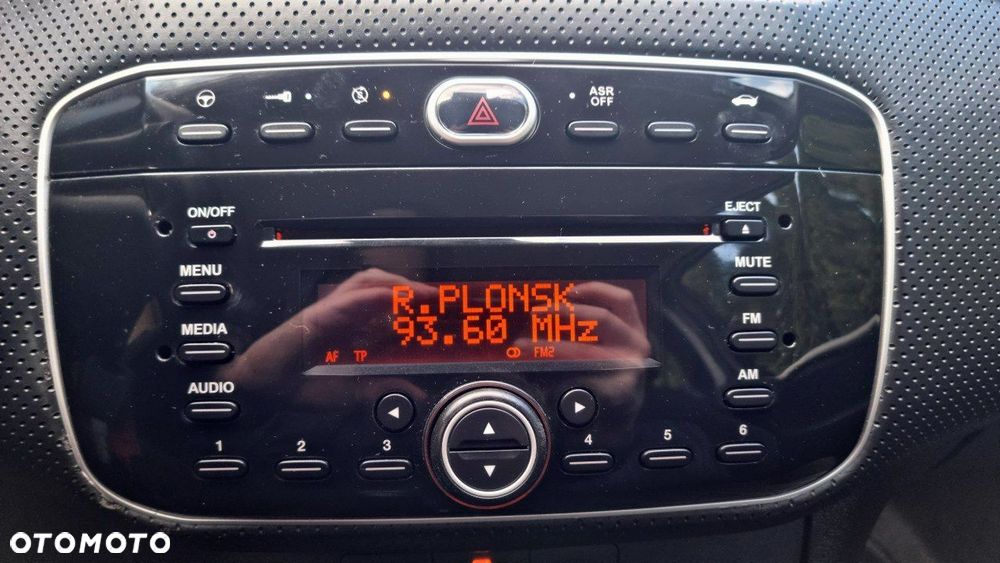 ASR
OFF
ON/OFF
EJECT
MENU
MUTE
R.PLONSK
93.60 MHz
MEDIA
FM
AF TP FM2
AUDIO
AM
1 2 3 4 5 6
OTOMOTO